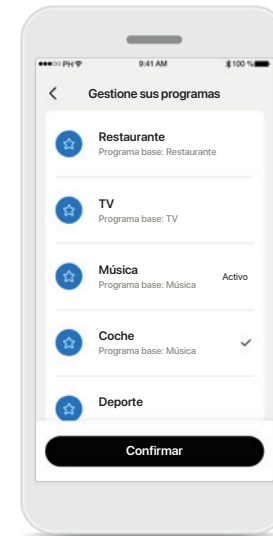 PH 9:41 AM 100 %
Gestione sus programas
Restaurante
Programa base: Restaurante
TV
Programa base: TV
Música
Programa base: Música
Activo
Coche
Programa base: Música
Deporte
Confirmar